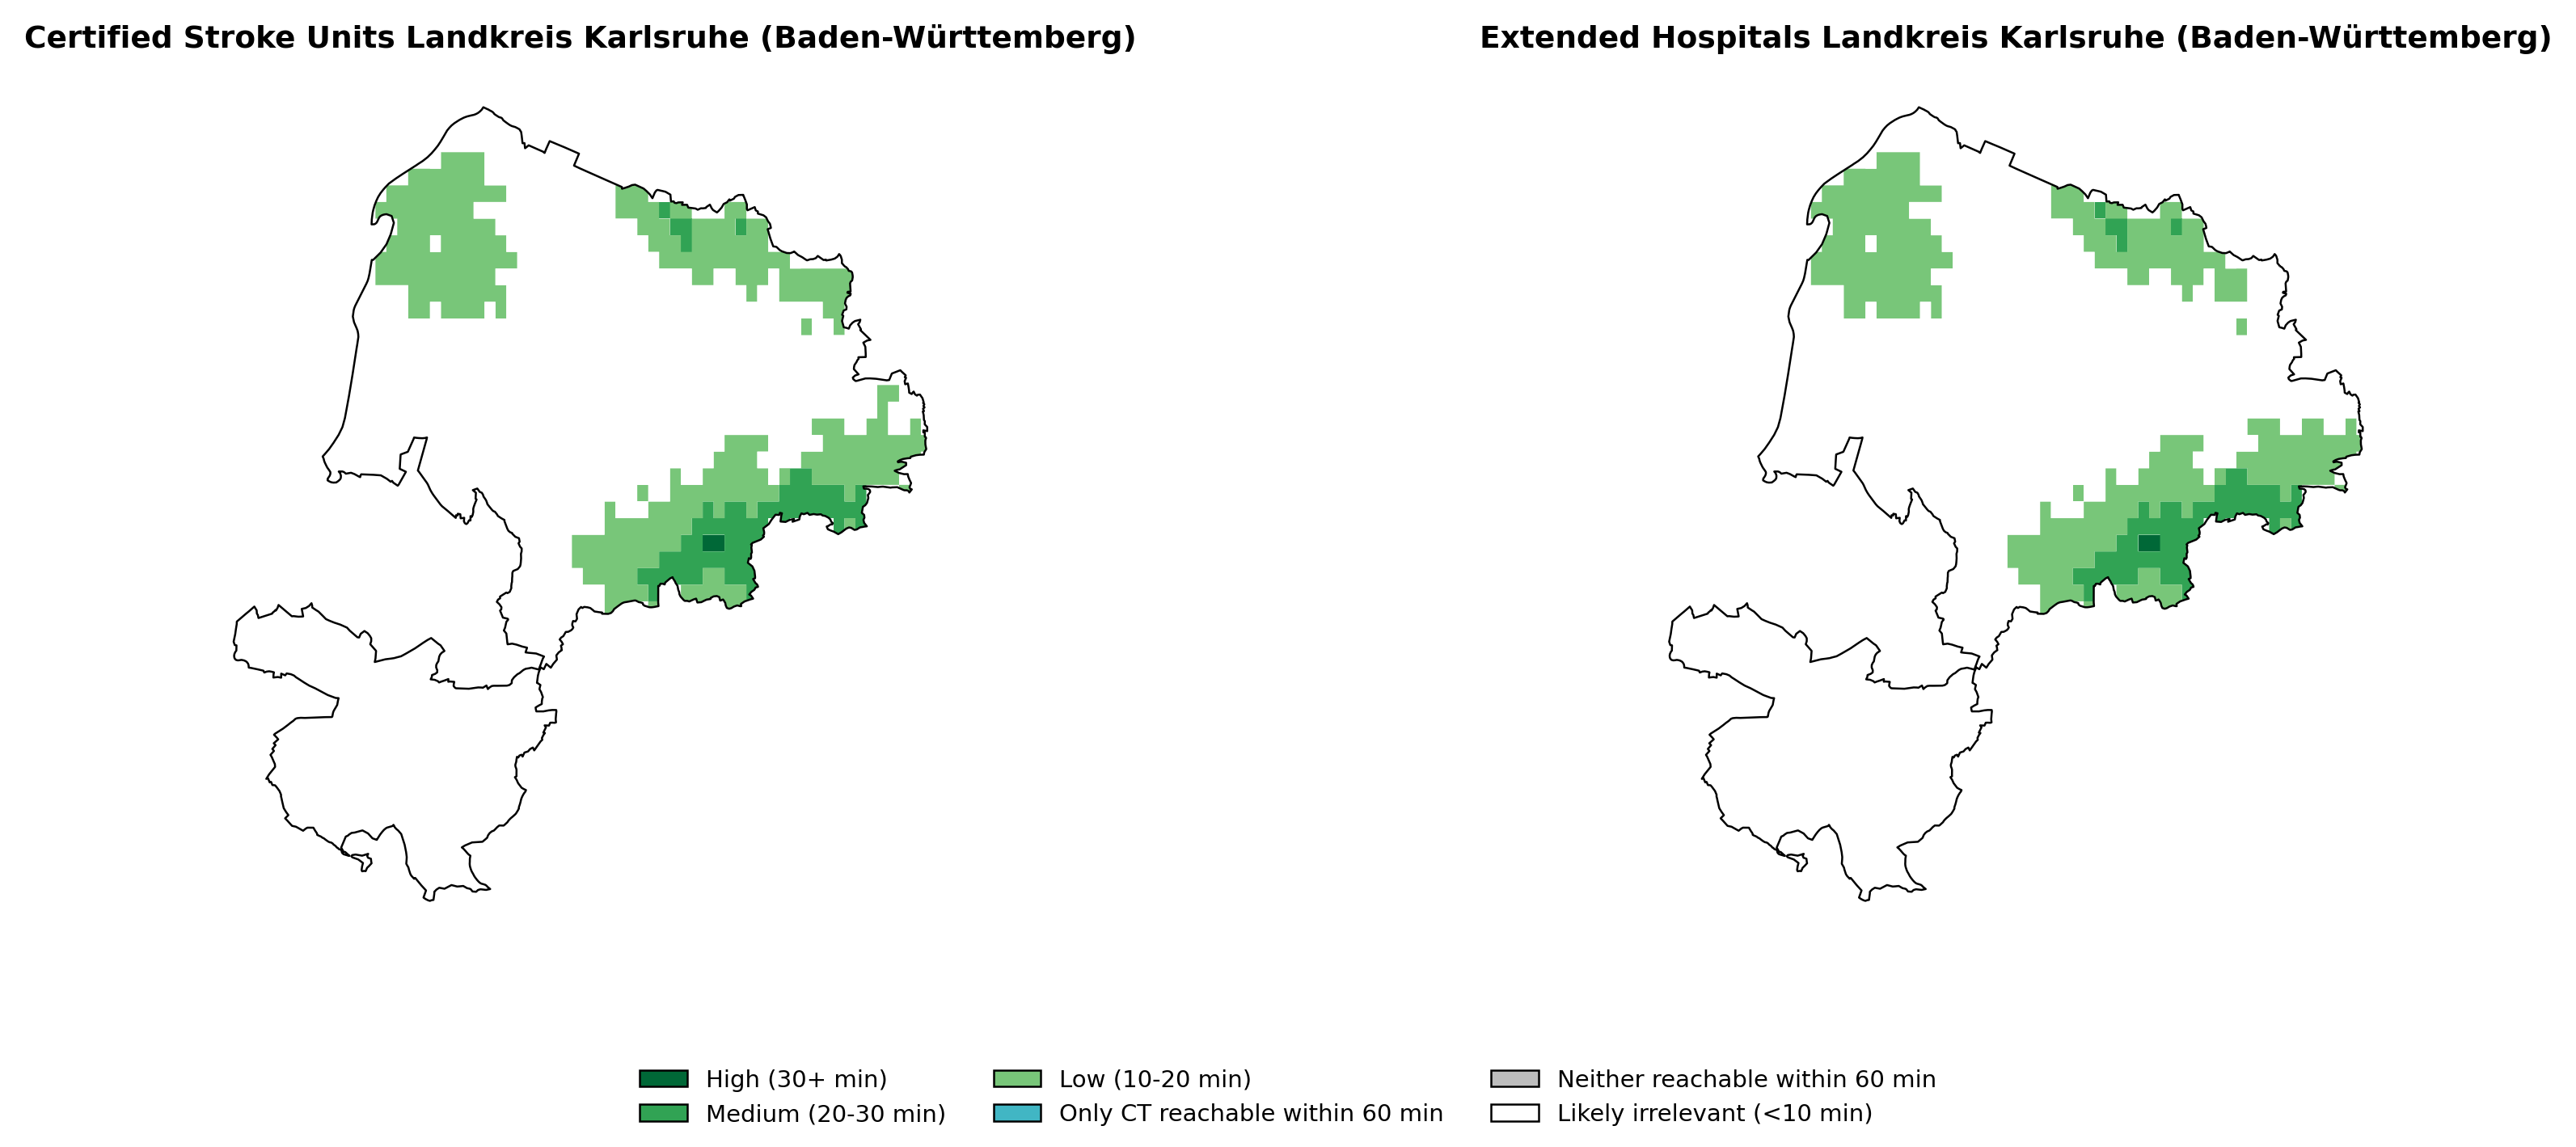 Certified Stroke Units Landkreis Karlsruhe (Baden-Württemberg)
Extended Hospitals Landkreis Karlsruhe (Baden-Württemberg)
High (30+ min)
Medium (20-30 min)
Low (10-20 min)
Only CT reachable within 60 min
Neither reachable within 60 min
Likely irrelevant (<10 min)